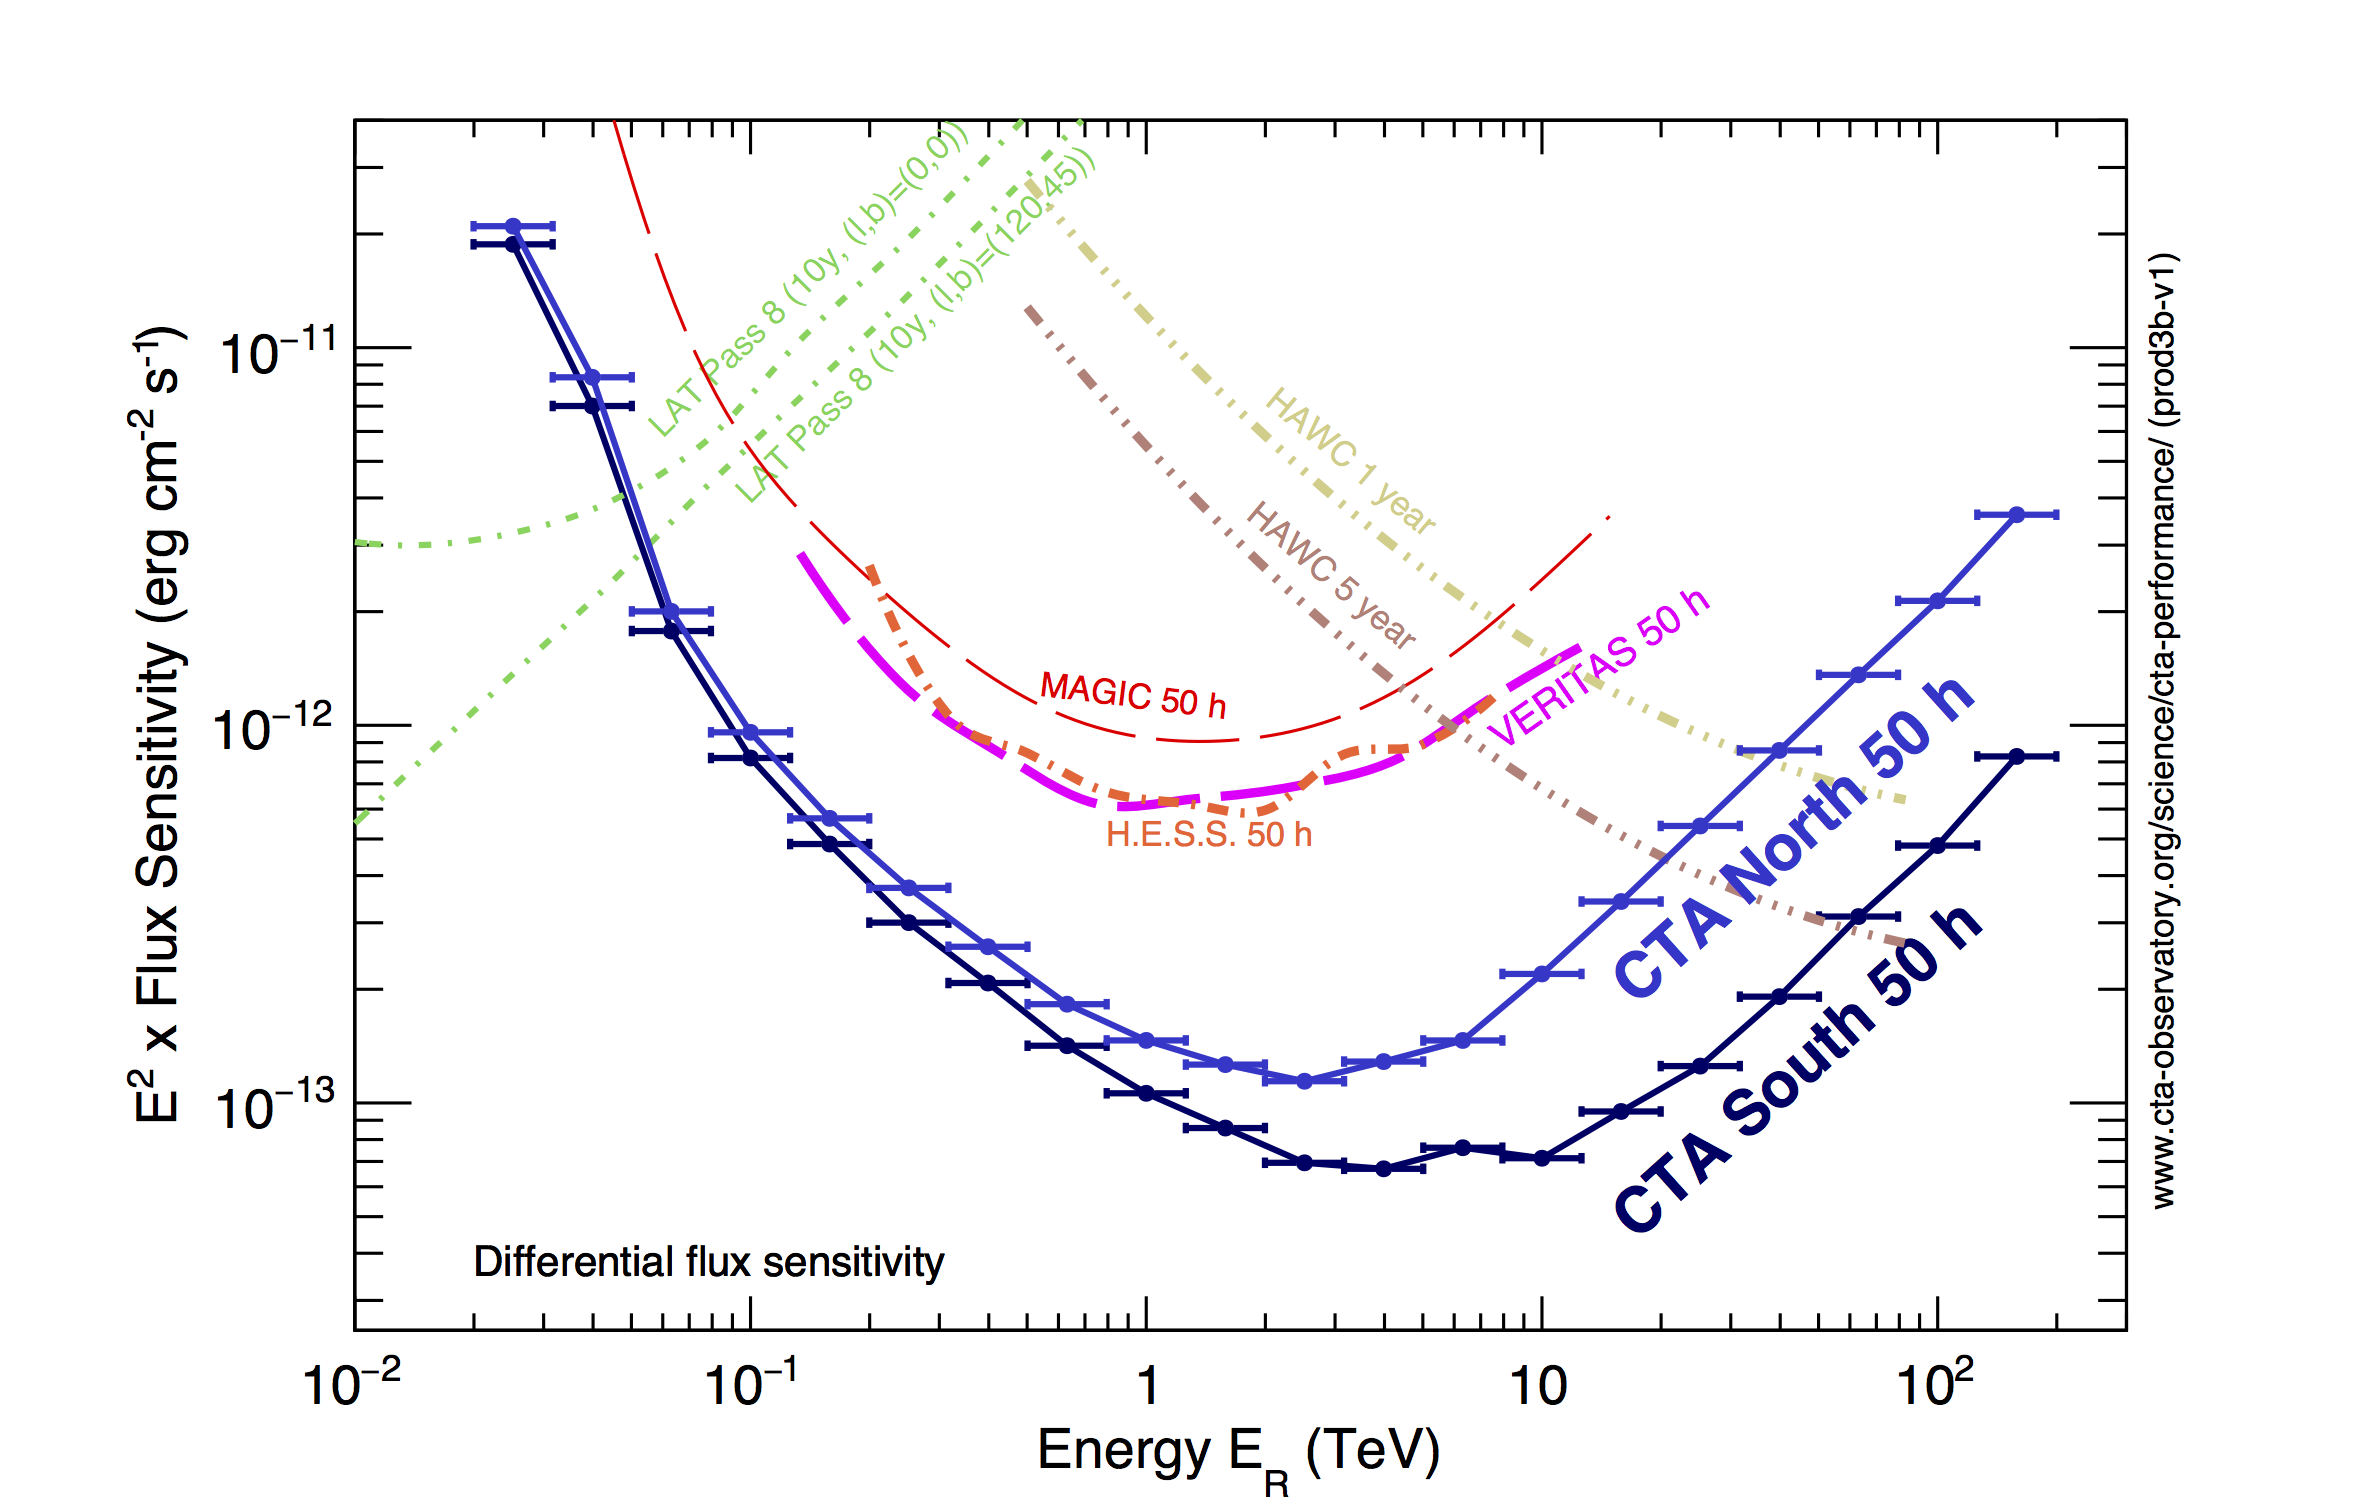 E² x Flux Sensitivity (erg cm⁻² s⁻¹)
10⁻¹¹
10⁻¹²
10⁻¹³
LAT Pass 8 (10y, (l,b)=(0,0))
LAT Pass 8 (10y, (l,b)=(120,45))
HAWC 1 year
HAWC 5 year
MAGIC 50 h
VERITAS 50 h
H.E.S.S. 50 h
CTA North 50 h
CTA South 50 h
Differential flux sensitivity
www.cta-observatory.org/science/cta-performance/ (prod3b-v1)
10⁻² 10⁻¹ 1 10 10²
Energy E_R (TeV)